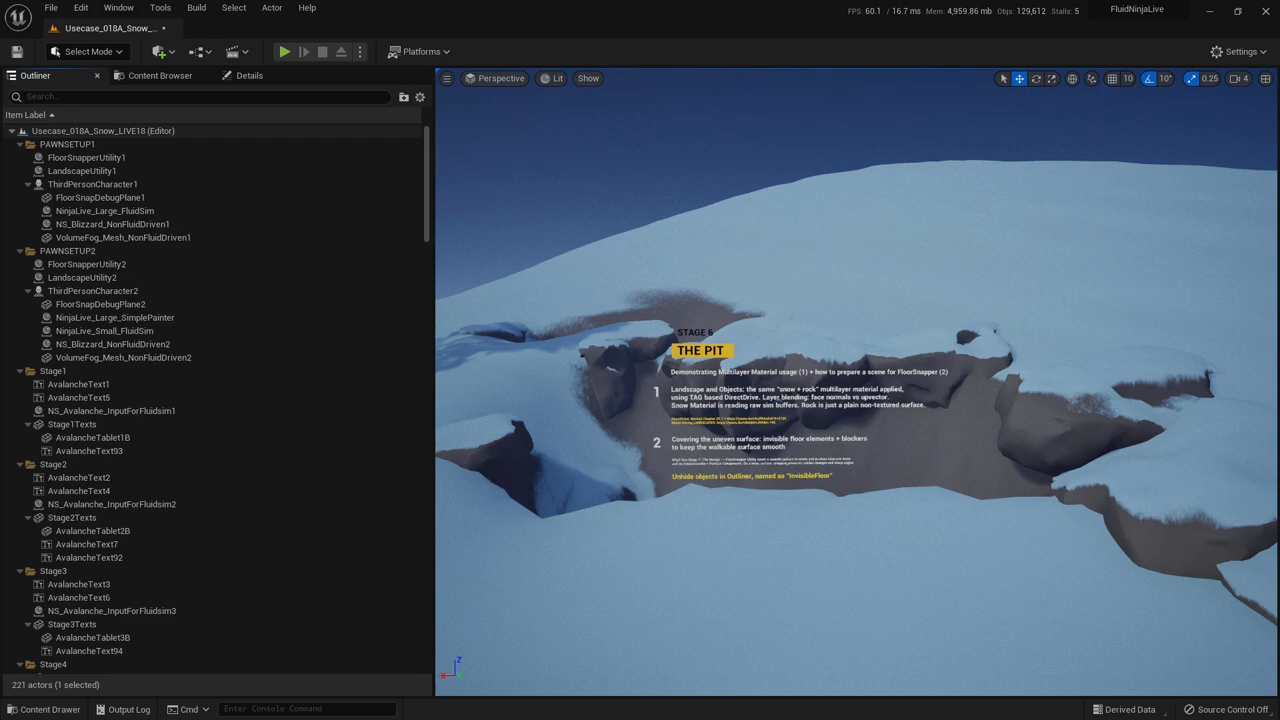 File Edit Window Tools Build Select Actor Help
FPS: 60.1 / 16.7 ms Mem: 4,959.86 mb Objs: 129,612 Stalls: 5
FluidNinjaLive
Usecase_018A_Snow_... •
Select Mode
Platforms
Settings
Outliner
Content Browser
Details
Perspective
Lit
Show
10
10°
0.25
4
Search...
Item Label
Usecase_018A_Snow_LIVE18 (Editor)
PAWNSETUP1
FloorSnapperUtility1
LandscapeUtility1
ThirdPersonCharacter1
FloorSnapDebugPlane1
NinjaLive_Large_FluidSim
NS_Blizzard_NonFluidDriven1
VolumeFog_Mesh_NonFluidDriven1
PAWNSETUP2
FloorSnapperUtility2
LandscapeUtility2
ThirdPersonCharacter2
FloorSnapDebugPlane2
NinjaLive_Large_SimplePainter
NinjaLive_Small_FluidSim
NS_Blizzard_NonFluidDriven2
VolumeFog_Mesh_NonFluidDriven2
Stage1
AvalancheText1
AvalancheText5
NS_Avalanche_InputForFluidsim1
Stage1Texts
AvalancheTablet1B
AvalancheText93
Stage2
AvalancheText2
AvalancheText4
NS_Avalanche_InputForFluidsim2
Stage2Texts
AvalancheTablet2B
AvalancheText7
AvalancheText92
Stage3
AvalancheText3
AvalancheText6
NS_Avalanche_InputForFluidsim3
Stage3Texts
AvalancheTablet3B
AvalancheText94
Stage4
221 actors (1 selected)
STAGE 6
THE PIT
Demonstrating Multilayer Material usage (1) + how to prepare a scene for FloorSnapper (2)
1
Landscape and Objects: the same "snow + rock" multilayer material applied,
using TAG based DirectDrive. Layer blending: face normals vs upvector.
Snow Material is reading raw sim buffers. Rock is just a plain non-textured surface.
2
Covering the uneven surface: invisible floor elements + blockers
to keep the walkable surface smooth
Unhide objects in Outliner, named as "InvisibleFloor"
Z
X
Content Drawer
Output Log
Cmd
Enter Console Command
Derived Data
Source Control Off